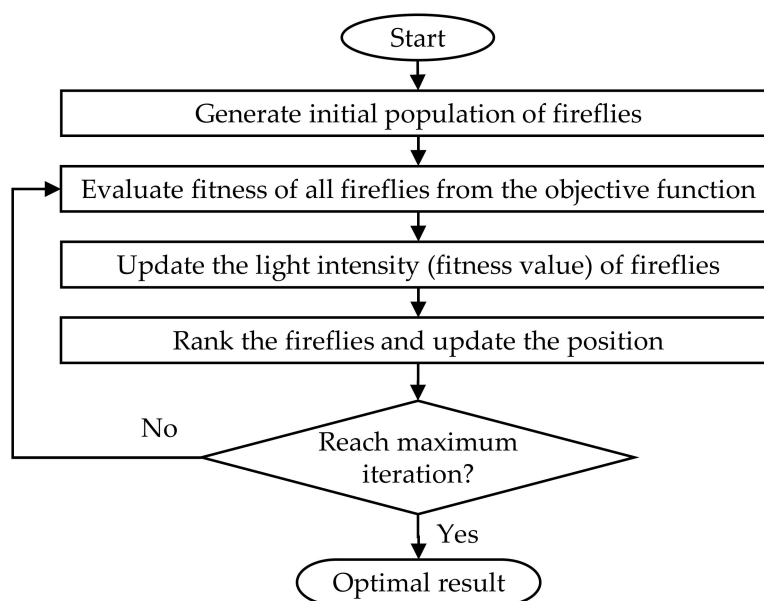 Start
Generate initial population of fireflies
Evaluate fitness of all fireflies from the objective function
Update the light intensity (fitness value) of fireflies
Rank the fireflies and update the position
No
Reach maximum
iteration?
Yes
Optimal result